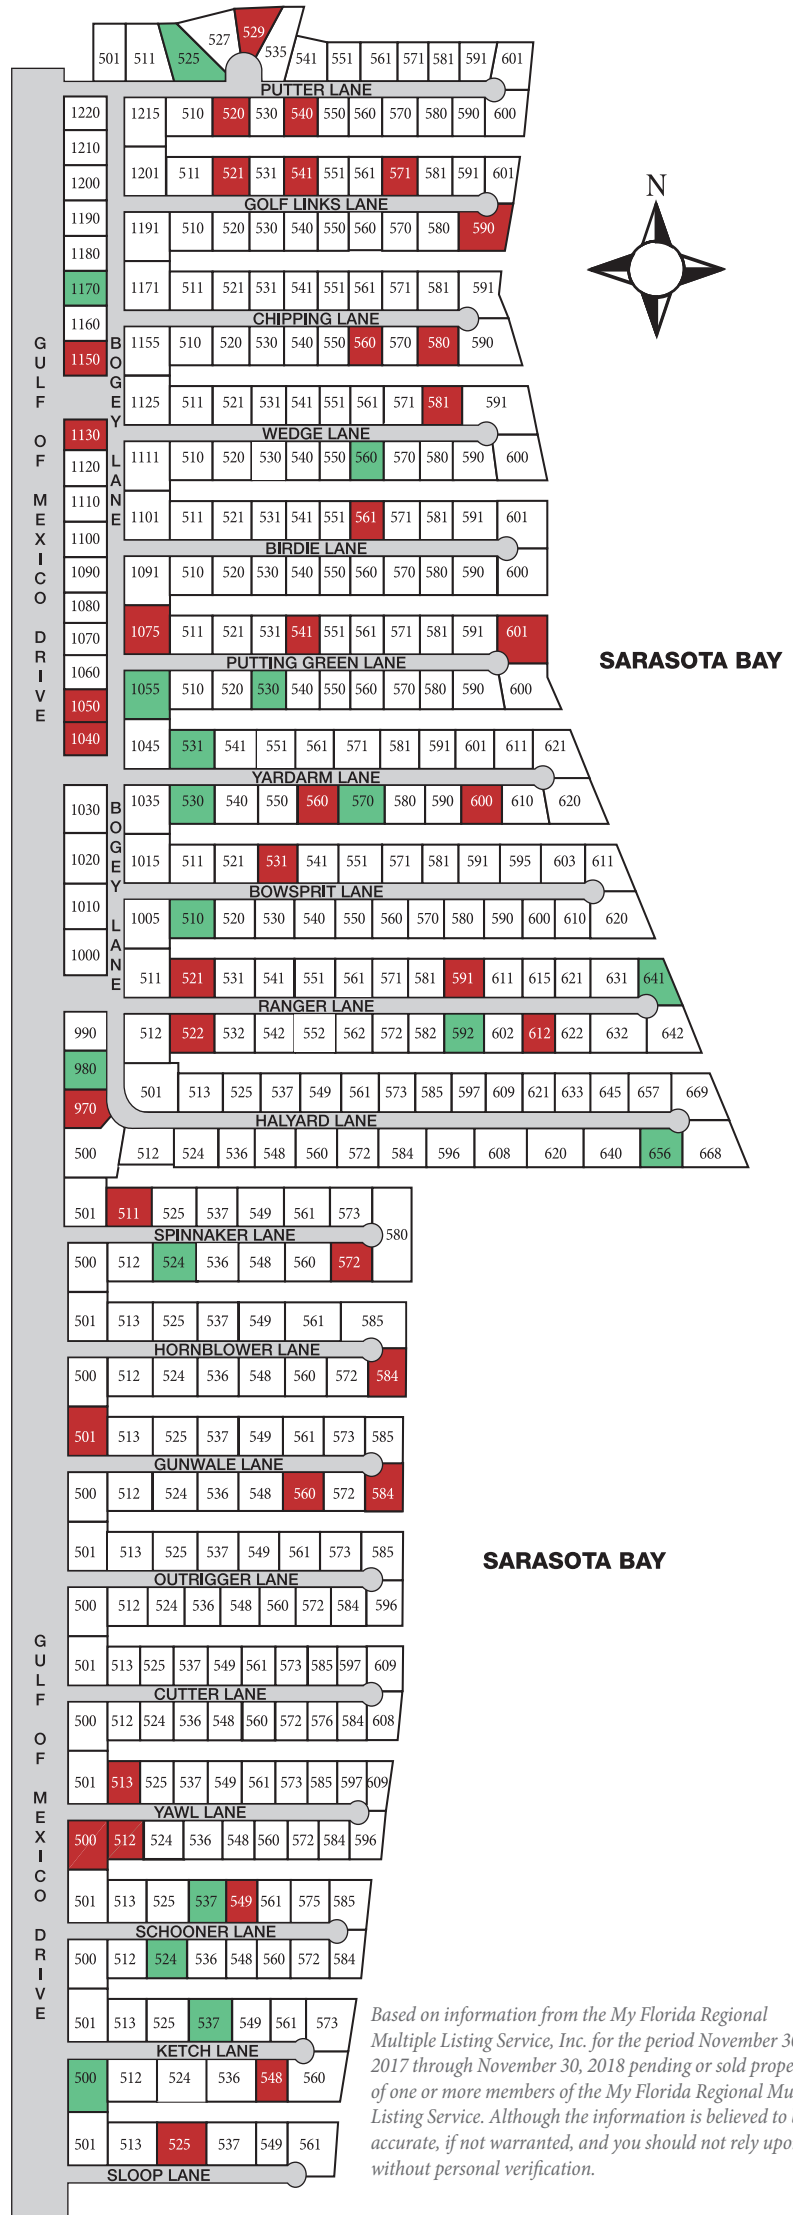 501 511 525 527 529 535 541 551 561 571 581 591 601
PUTTER LANE
1220 1215 510 520 530 540 550 560 570 580 590 600
1210
1200 1201 511 521 531 541 551 561 571 581 591 601
GOLF LINKS LANE
N
1190 1191 510 520 530 540 550 560 570 580 590
1180
1170 1171 511 521 531 541 551 561 571 581 591
CHIPPING LANE
1160 1155 510 520 530 540 550 560 570 580 590
1150
1125 511 521 531 541 551 561 571 581 591
WEDGE LANE
1130
1120 1111 510 520 530 540 550 560 570 580 590 600
1110
1100 1101 511 521 531 541 551 561 571 581 591 601
BIRDIE LANE
1090 1091 510 520 530 540 550 560 570 580 590 600
1080
1070 1075 511 521 531 541 551 561 571 581 591 601
PUTTING GREEN LANE
1060
1050 1055 510 520 530 540 550 560 570 580 590 600
1040 1045 531 541 551 561 571 581 591 601 611 621
YARDARM LANE
GULF OF MEXICO DRIVE
BOGEY LANE
SARASOTA BAY
1030 1035 530 540 550 560 570 580 590 600 610 620
1020 1015 511 521 531 541 551 571 581 591 595 603 611
BOWSPRIT LANE
1010 1005 510 520 530 540 550 560 570 580 590 600 610 620
1000
BOGEY LANE
511 521 531 541 551 561 571 581 591 611 615 621 631 641
RANGER LANE
990 512 522 532 542 552 562 572 582 592 602 612 622 632 642
980
970 501 513 525 537 549 561 573 585 597 609 621 633 645 657 669
HALYARD LANE
500 512 524 536 548 560 572 584 596 608 620 640 656 668
501 511 525 537 549 561 573 580
SPINNAKER LANE
500 512 524 536 548 560 572
501 513 525 537 549 561 585
HORNBLOWER LANE
500 512 524 536 548 560 572 584
501 513 525 537 549 561 573 585
GUNWALE LANE
500 512 524 536 548 560 572 584
501 513 525 537 549 561 573 585
OUTRIGGER LANE
SARASOTA BAY
500 512 524 536 548 560 572 584 596
501 513 525 537 549 561 573 585 597 609
CUTTER LANE
500 512 524 536 548 560 572 576 584 608
501 513 525 537 549 561 573 585 597 609
YAWL LANE
500 512 524 536 548 560 572 584 596
501 513 525 537 549 561 575 585
SCHOONER LANE
500 512 524 536 548 560 572 584
501 513 525 537 549 561 573
KETCH LANE
500 512 524 536 548 560
501 513 525 537 549 561
SLOOP LANE
GULF OF MEXICO DRIVE
Based on information from the My Florida Regional
Multiple Listing Service, Inc. for the period November 30
2017 through November 30, 2018 pending or sold
of one or more members of the My Florida Regional
Listing Service. Although the information is believed to
accurate, if not warranted, and you should not rely
without personal verification.